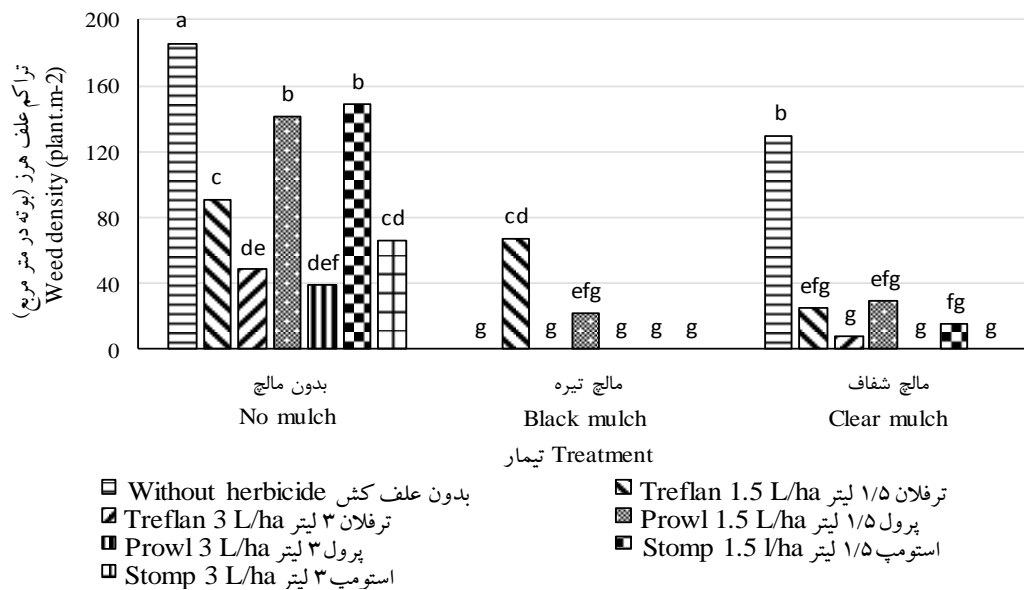 تراکم علف هرز (بوته در متر مربع)
Weed density (plant.m-2)
200
160
120
80
40
0
a
c
de
b
def
b
cd
g
cd
g
efg
g
g
g
b
efg
g
efg
g
fg
g
بدون مالچ
No mulch
مالچ تیره
Black mulch
مالچ شفاف
Clear mulch
تیمار Treatment
Without herbicide بدون علف کش
Treflan 1.5 L/ha ترفلان ۱/۵ لیتر
Treflan 3 L/ha ترفلان ۳ لیتر
Prowl 1.5 L/ha پرول ۱/۵ لیتر
Prowl 3 L/ha پرول ۳ لیتر
Stomp 1.5 l/ha استومپ ۱/۵ لیتر
Stomp 3 L/ha استومپ ۳ لیتر